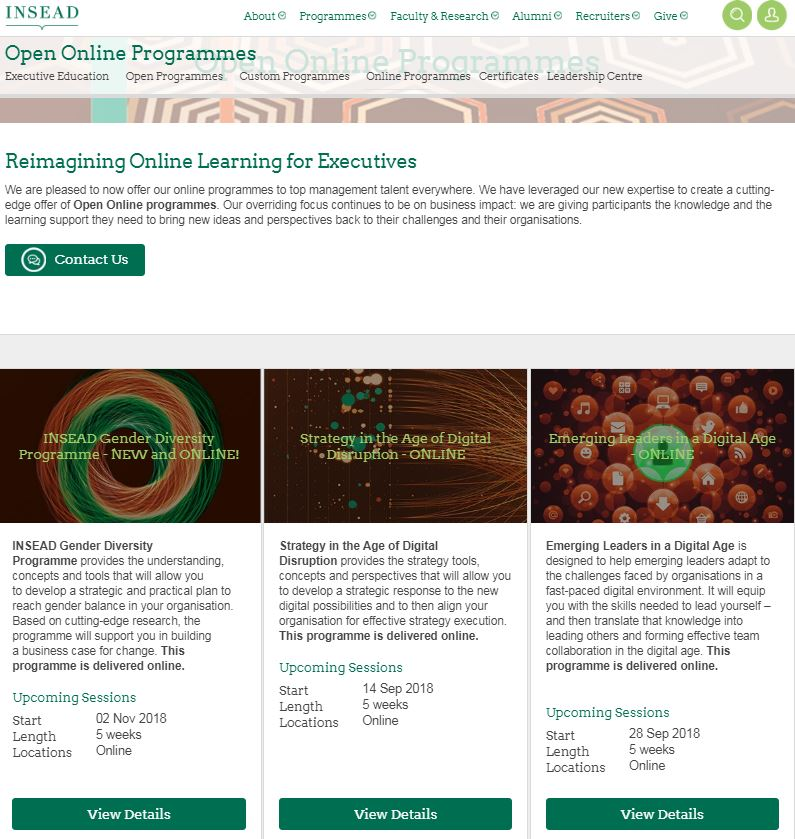 INSEAD
About Programmes Faculty & Research Alumni Recruiters Give
Open Online Programmes
Open Online Programmes
Executive Education Open Programmes Custom Programmes Online Programmes Certificates Leadership Centre
Reimagining Online Learning for Executives
We are pleased to now offer our online programmes to top management talent everywhere. We have leveraged our new expertise to create a cutting-
edge offer of Open Online programmes. Our overriding focus continues to be on business impact: we are giving participants the knowledge and the
learning support they need to bring new ideas and perspectives back to their challenges and their organisations.
Contact Us
INSEAD Gender Diversity
Programme - NEW and ONLINE!
INSEAD Gender Diversity
Programme provides the understanding,
concepts and tools that will allow you
to develop a strategic and practical plan to
reach gender balance in your organisation.
Based on cutting-edge research, the
programme will support you in building
a business case for change. This
programme is delivered online.
Upcoming Sessions
Start 02 Nov 2018
Length 5 weeks
Locations Online
View Details
Strategy in the Age of Digital
Disruption - ONLINE
Strategy in the Age of Digital
Disruption provides the strategy tools,
concepts and perspectives that will allow you
to develop a strategic response to the new
digital possibilities and to then align your
organisation for effective strategy execution.
This programme is delivered online.
Upcoming Sessions
Start 14 Sep 2018
Length 5 weeks
Locations Online
View Details
Emerging Leaders in a Digital Age
- ONLINE
Emerging Leaders in a Digital Age is
designed to help emerging leaders adapt to
the challenges faced by organisations in a
fast-paced digital environment. It will equip
you with the skills needed to lead yourself –
and then translate that knowledge into
leading others and forming effective team
collaboration in the digital age. This
programme is delivered online.
Upcoming Sessions
Start 28 Sep 2018
Length 5 weeks
Locations Online
View Details